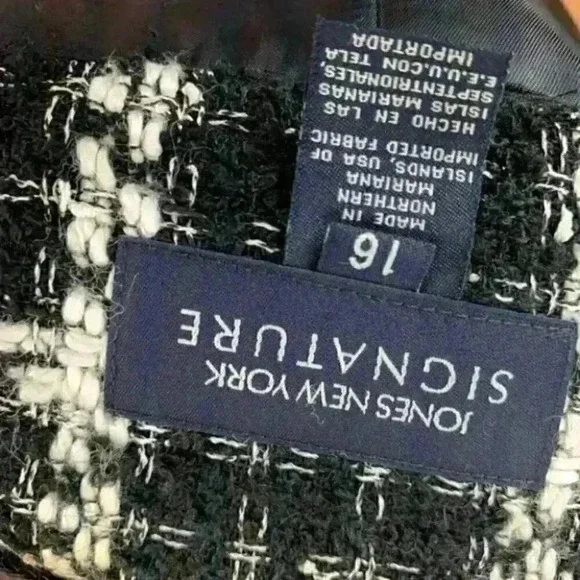 MADE IN
NORTHERN
MARIANA
ISLANDS, USA OF
IMPORTED FABRIC
HECHO EN LAS
ISLAS MARIANAS
SEPTENTRIONALES,
E.E.U.U.CON TELA
IMPORTADA
16
JONES NEW YORK
SIGNATURE